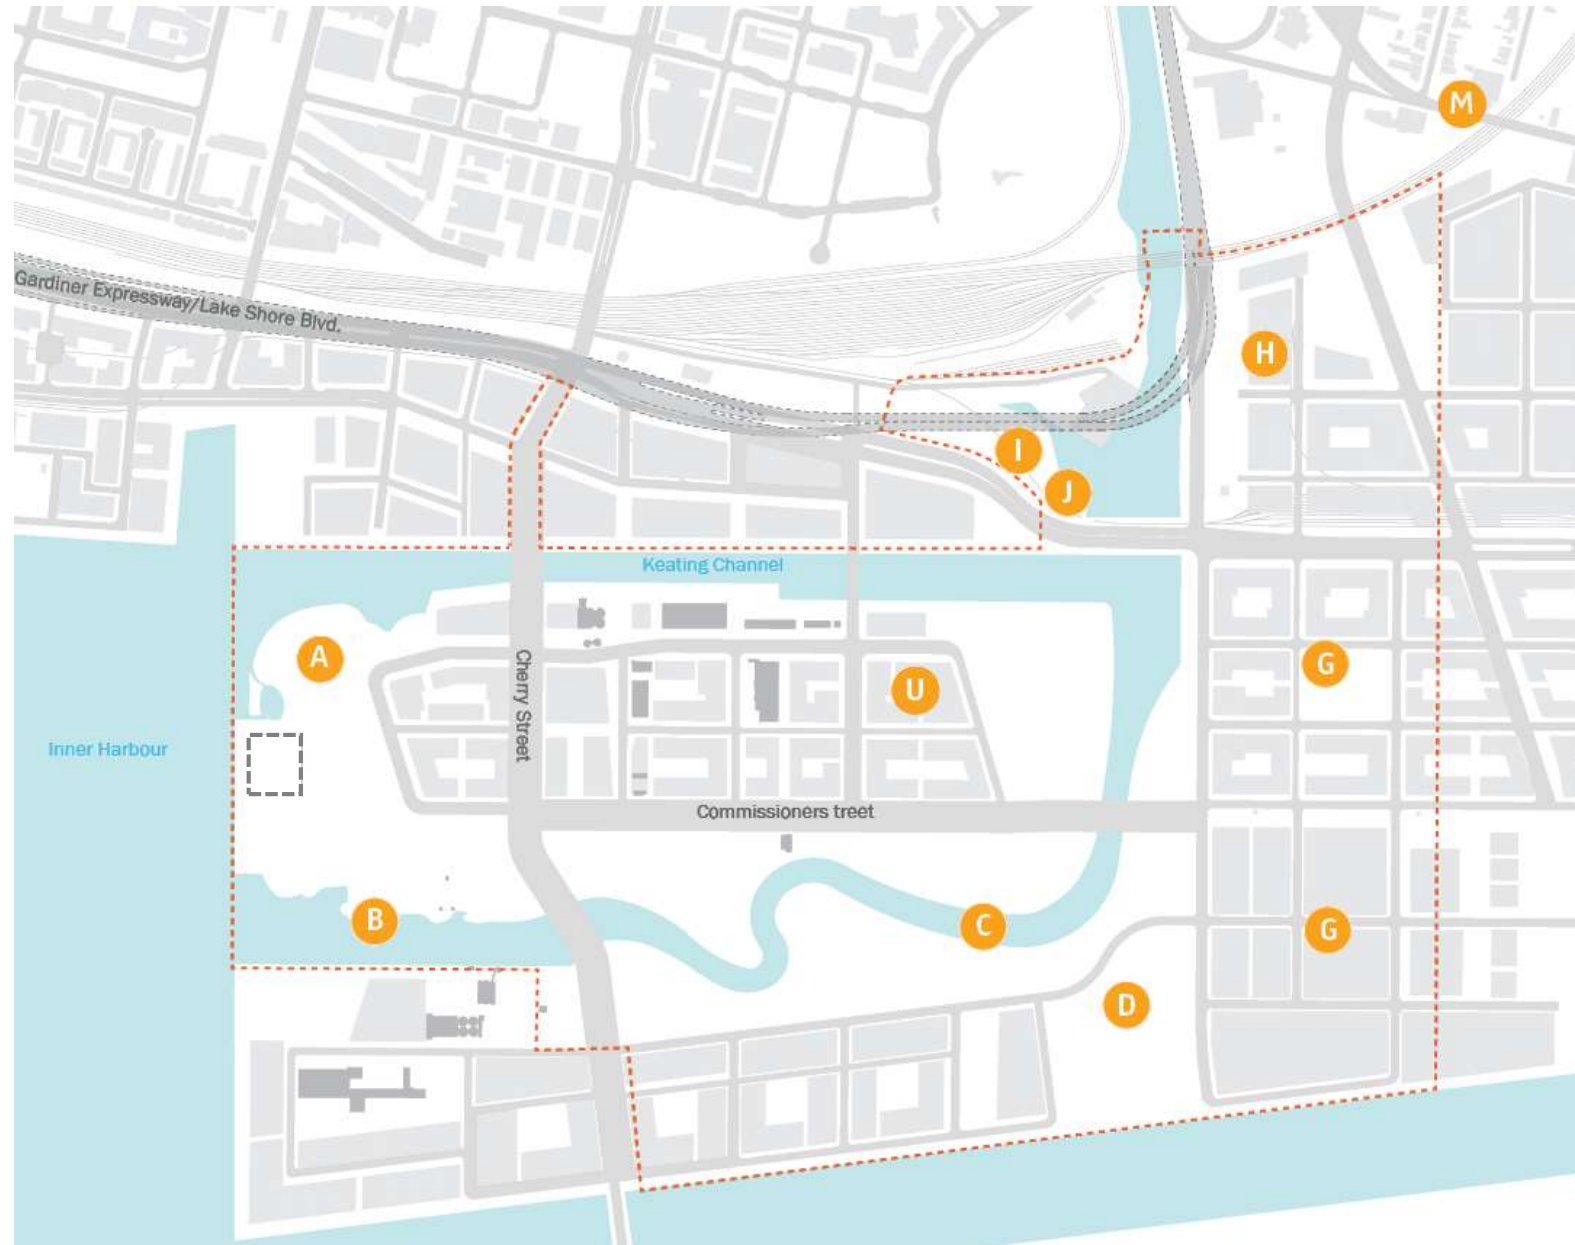 M
Gardiner Expressway/Lake Shore Blvd.
H
I
J
Keating Channel
A
Cherry Street
G
U
Inner Harbour
Commissioners treet
B
C
G
D